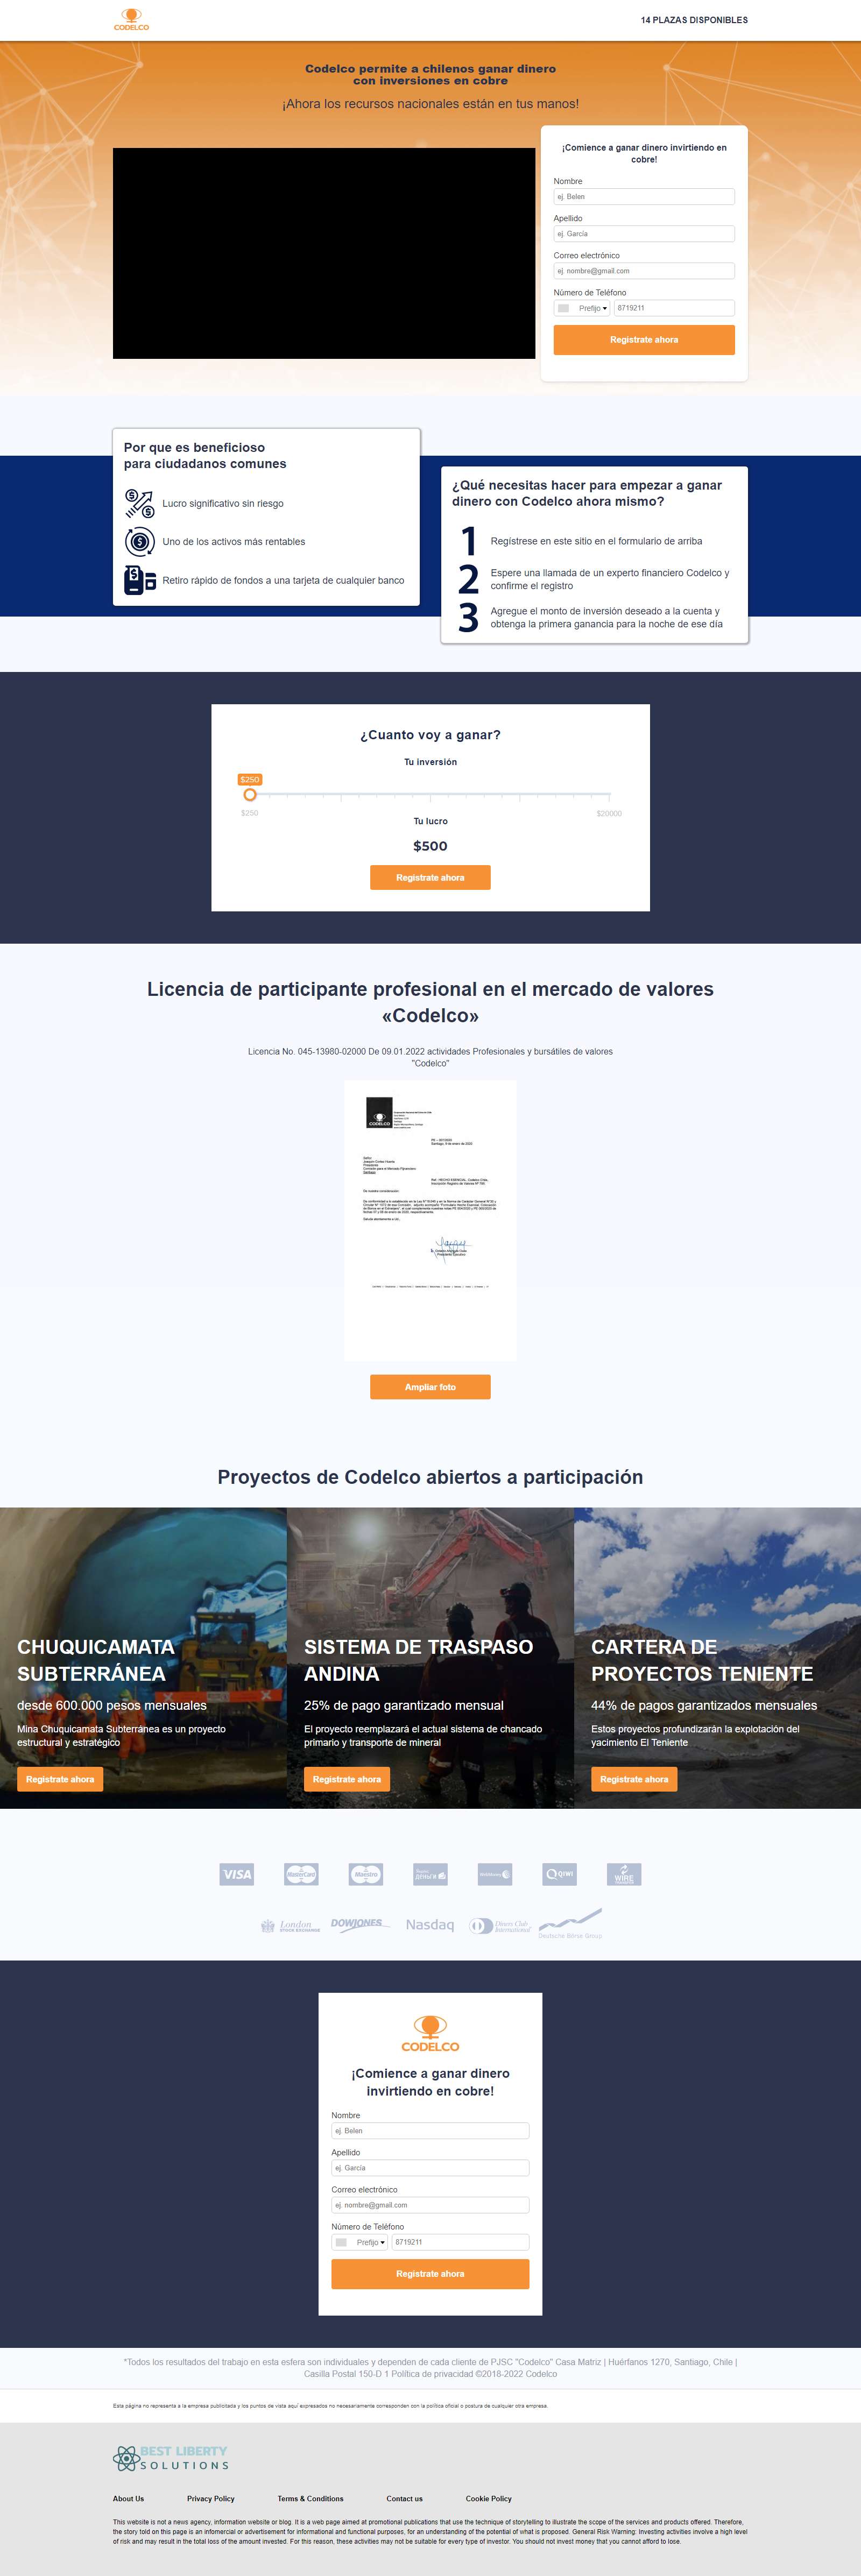 CODELCO
14 PLAZAS DISPONIBLES
Codelco permite a chilenos ganar dinero
con inversiones en cobre
¡Ahora los recursos nacionales están en tus manos!
¡Comience a ganar dinero invirtiendo en
cobre!
Nombre
ej. Belen
Apellido
ej. García
Correo electrónico
ej. nombre@gmail.com
Número de Teléfono
Prefijo 8719211
Registrate ahora
Por que es beneficioso
para ciudadanos comunes
Lucro significativo sin riesgo
Uno de los activos más rentables
Retiro rápido de fondos a una tarjeta de cualquier banco
¿Qué necesitas hacer para empezar a ganar
dinero con Codelco ahora mismo?
1 Regístrese en este sitio en el formulario de arriba
2 Espere una llamada de un experto financiero Codelco y
confirme el registro
3 Agregue el monto de inversión deseado a la cuenta y
obtenga la primera ganancia para la noche de ese día
¿Cuanto voy a ganar?
Tu inversión
$250
$250 $20000
Tu lucro
$500
Registrate ahora
Licencia de participante profesional en el mercado de valores
«Codelco»
Licencia No. 045-13980-02000 De 09.01.2022 actividades Profesionales y bursátiles de valores
"Codelco"
CODELCO
Ampliar foto
Proyectos de Codelco abiertos a participación
CHUQUICAMATA
SUBTERRÁNEA
desde 600.000 pesos mensuales
Mina Chuquicamata Subterránea es un proyecto
estructural y estratégico
Registrate ahora
SISTEMA DE TRASPASO
ANDINA
25% de pago garantizado mensual
El proyecto reemplazará el actual sistema de chancado
primario y transporte de mineral
Registrate ahora
CARTERA DE
PROYECTOS TENIENTE
44% de pagos garantizados mensuales
Estos proyectos profundizarán la explotación del
yacimiento El Teniente
Registrate ahora
VISA MasterCard Maestro ДЕНЬГИ WebMoney QIWI WIRE
London STOCK EXCHANGE DOWJONES Nasdaq Diners Club International Deutsche Börse Group
CODELCO
¡Comience a ganar dinero
invirtiendo en cobre!
Nombre
ej. Belen
Apellido
ej. García
Correo electrónico
ej. nombre@gmail.com
Número de Teléfono
Prefijo 8719211
Registrate ahora
*Todos los resultados del trabajo en esta esfera son individuales y dependen de cada cliente de PJSC "Codelco" Casa Matriz | Huérfanos 1270, Santiago, Chile |
Casilla Postal 150-D 1 Política de privacidad ©2018-2022 Codelco
Esta página no representa a la empresa publicitada y los puntos de vista aquí expresados no necesariamente corresponden con la política oficial o postura de cualquier otra empresa.
BEST LIBERTY
SOLUTIONS
About Us Privacy Policy Terms & Conditions Contact us Cookie Policy
This website is not a news agency, information website or blog. It is a web page aimed at promotional publications that use the technique of storytelling to illustrate the scope of the services and products offered. Therefore,
the story told on this page is an infomercial or advertisement for informational and functional purposes, for an understanding of the potential of what is proposed. General Risk Warning: Investing activities involve a high level
of risk and may result in the total loss of the amount invested. For this reason, these activities may not be suitable for every type of investor. You should not invest money that you cannot afford to lose.